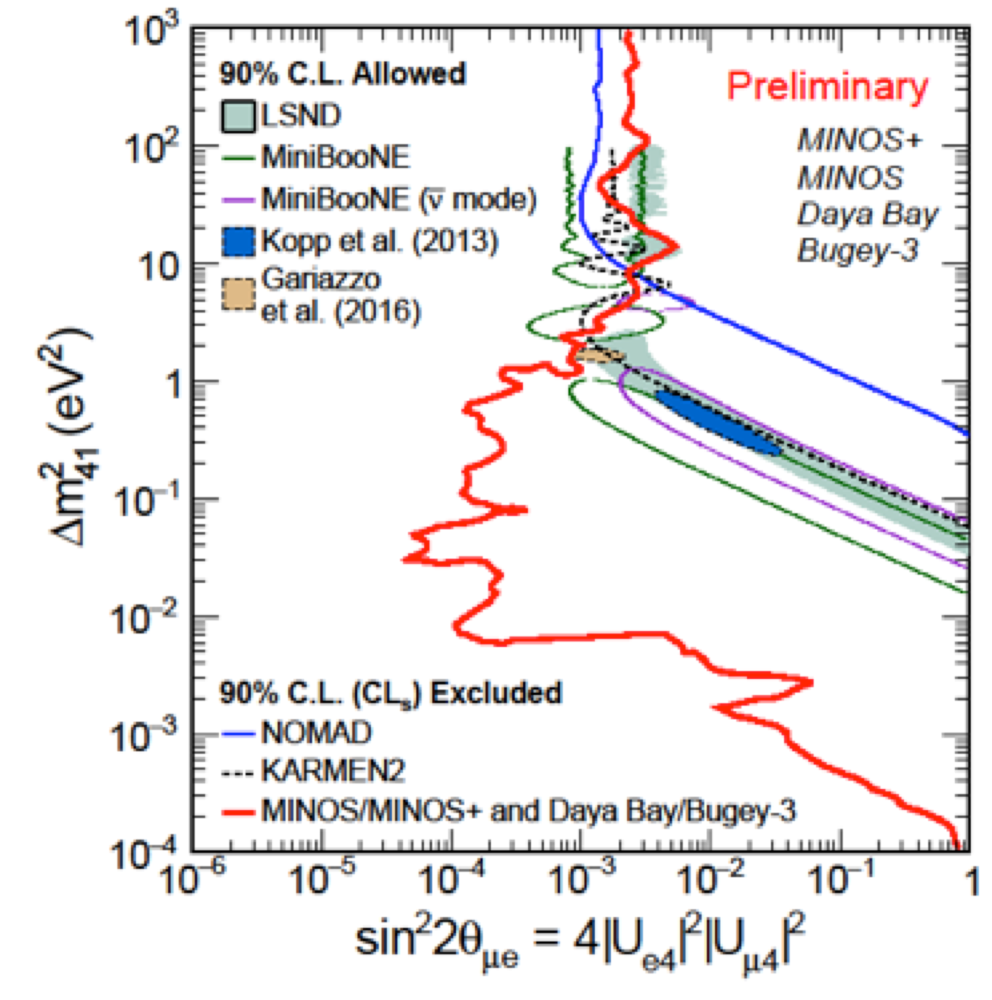 10³
10²
10
1
10⁻¹
10⁻²
10⁻³
10⁻⁴
Δm²₄₁ (eV²)
90% C.L. Allowed
LSND
MiniBooNE
MiniBooNE (ν̅ mode)
Kopp et al. (2013)
Gariazzo
et al. (2016)
Preliminary
MINOS+
MINOS
Daya Bay
Bugey-3
90% C.L. (CLₛ) Excluded
NOMAD
KARMEN2
MINOS/MINOS+ and Daya Bay/Bugey-3
10⁻⁶ 10⁻⁵ 10⁻⁴ 10⁻³ 10⁻² 10⁻¹ 1
sin²2θμe = 4|Ue4|²|Uμ4|²